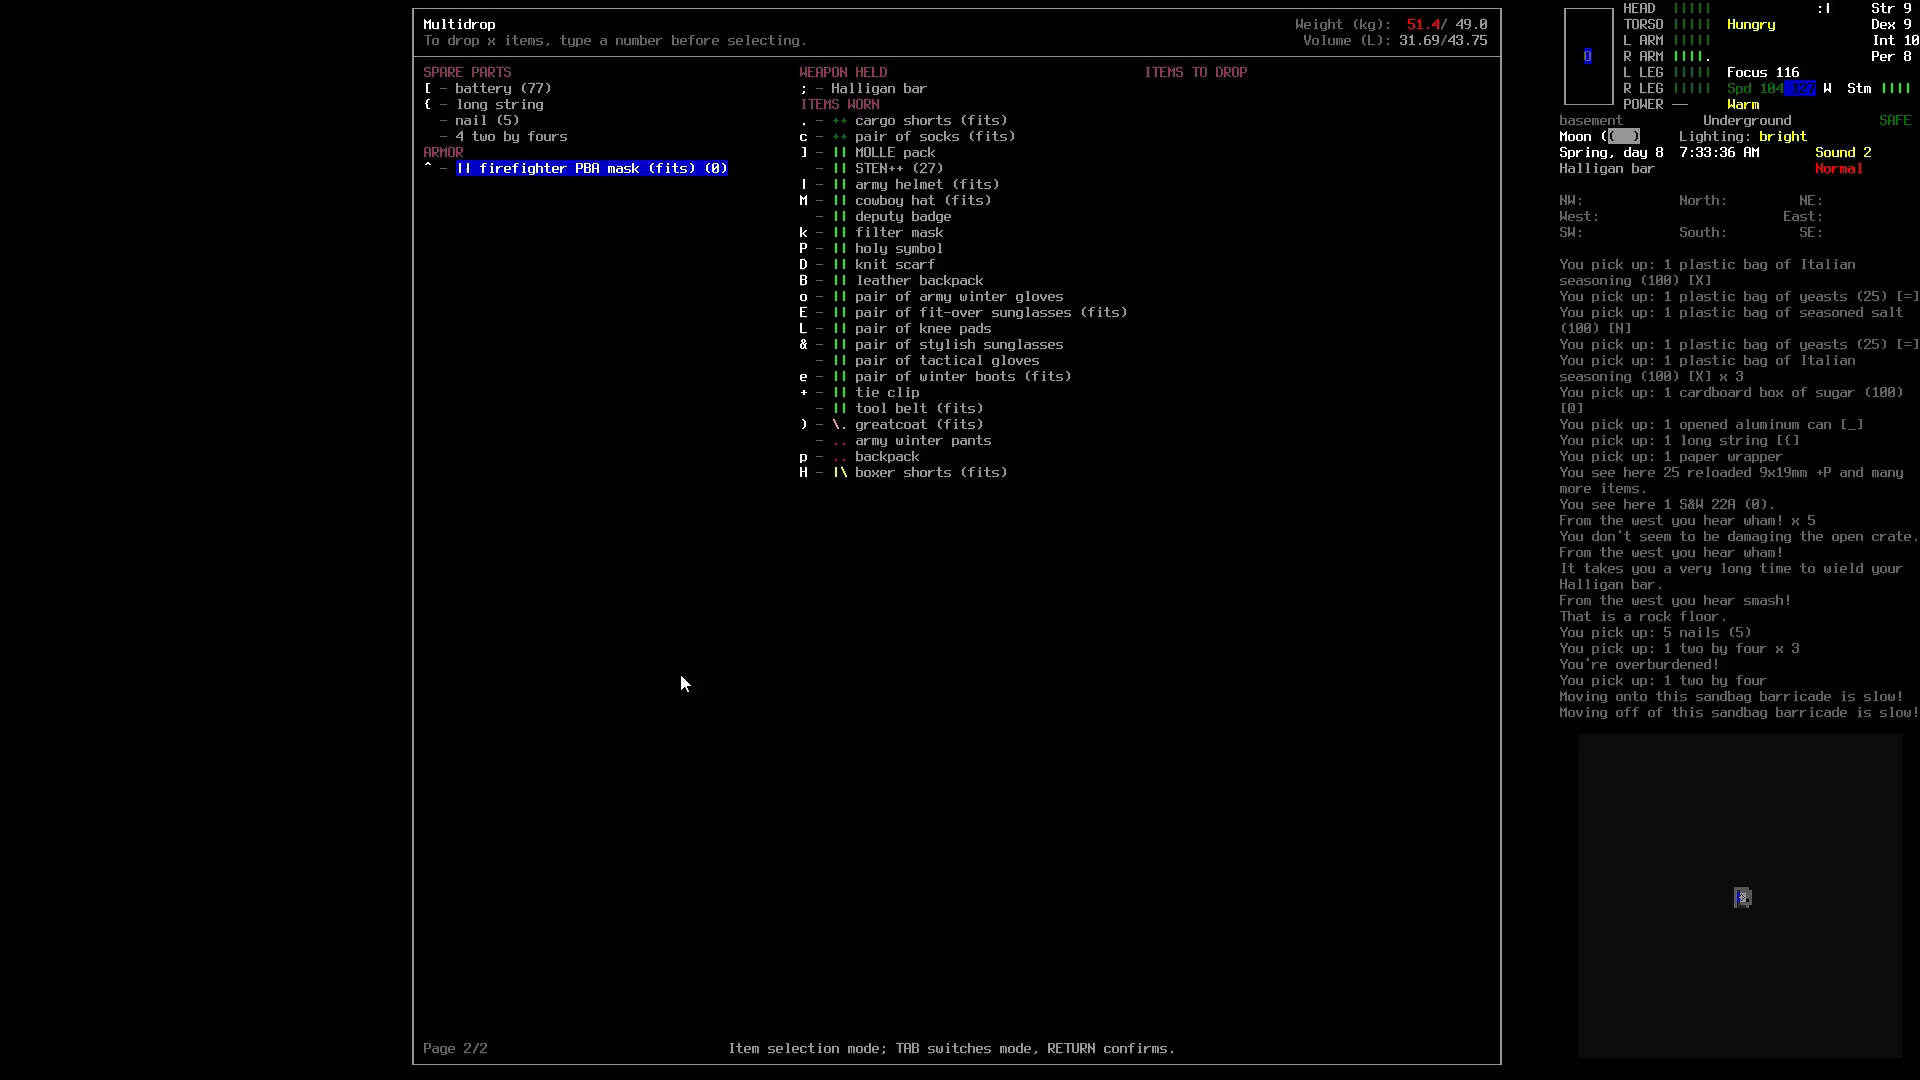 Multidrop
To drop x items, type a number before selecting.
Weight (kg): 51.4/ 49.0
Volume (L): 31.69/43.75
SPARE PARTS
[ - battery (77)
{ - long string
- nail (5)
- 4 two by fours
ARMOR
^ - || firefighter PBA mask (fits) (0)
WEAPON HELD
; - Halligan bar
ITEMS WORN
. - ++ cargo shorts (fits)
c - ++ pair of socks (fits)
] - || MOLLE pack
- || STEN++ (27)
l - || army helmet (fits)
M - || cowboy hat (fits)
- || deputy badge
k - || filter mask
P - || holy symbol
D - || knit scarf
B - || leather backpack
o - || pair of army winter gloves
E - || pair of fit-over sunglasses (fits)
L - || pair of knee pads
& - || pair of stylish sunglasses
- || pair of tactical gloves
e - || pair of winter boots (fits)
+ - || tie clip
- || tool belt (fits)
) - \. greatcoat (fits)
- .. army winter pants
p - .. backpack
H - |\ boxer shorts (fits)
ITEMS TO DROP
Page 2/2
Item selection mode; TAB switches mode, RETURN confirms.
HEAD ||||| :| Str 9
TORSO ||||| Hungry Dex 9
L ARM ||||| Int 10
R ARM ||||. Per 8
L LEG ||||| Focus 116
R LEG ||||| Spd 104 127 W Stm ||||
POWER -- Warm
basement Underground SAFE
Moon (( ) Lighting: bright
Spring, day 8 7:33:36 AM Sound 2
Halligan bar Normal
NW: North: NE:
West: East:
SW: South: SE:
You pick up: 1 plastic bag of Italian
seasoning (100) [X]
You pick up: 1 plastic bag of yeasts (25) [=]
You pick up: 1 plastic bag of seasoned salt
(100) [N]
You pick up: 1 plastic bag of yeasts (25) [=]
You pick up: 1 plastic bag of Italian
seasoning (100) [X] x 3
You pick up: 1 cardboard box of sugar (100)
[@]
You pick up: 1 opened aluminum can [_]
You pick up: 1 long string [{]
You pick up: 1 paper wrapper
You see here 25 reloaded 9x19mm +P and many
more items.
You see here 1 S&W 22A (0).
From the west you hear wham! x 5
You don't seem to be damaging the open crate.
From the west you hear wham!
It takes you a very long time to wield your
Halligan bar.
From the west you hear smash!
That is a rock floor.
You pick up: 5 nails (5)
You pick up: 1 two by four x 3
You're overburdened!
You pick up: 1 two by four
Moving onto this sandbag barricade is slow!
Moving off of this sandbag barricade is slow!